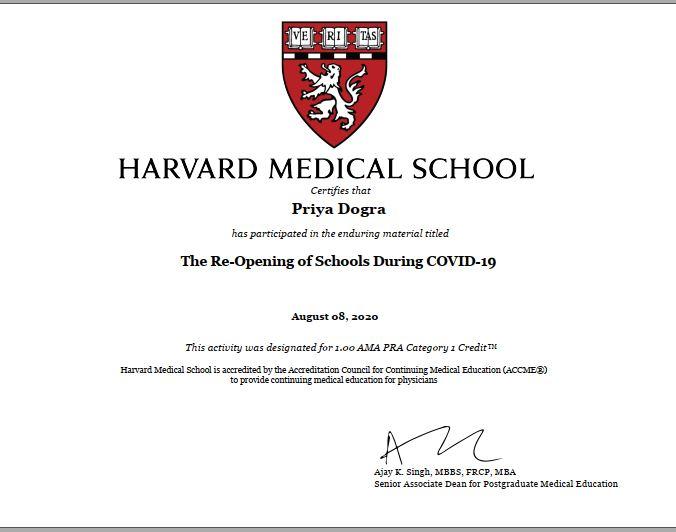 VE RI TAS
HARVARD MEDICAL SCHOOL
Certifies that
Priya Dogra
has participated in the enduring material titled
The Re-Opening of Schools During COVID-19
August 08, 2020
This activity was designated for 1.00 AMA PRA Category 1 Credit™
Harvard Medical School is accredited by the Accreditation Council for Continuing Medical Education (ACCME®)
to provide continuing medical education for physicians
Ajay K. Singh, MBBS, FRCP, MBA
Senior Associate Dean for Postgraduate Medical Education